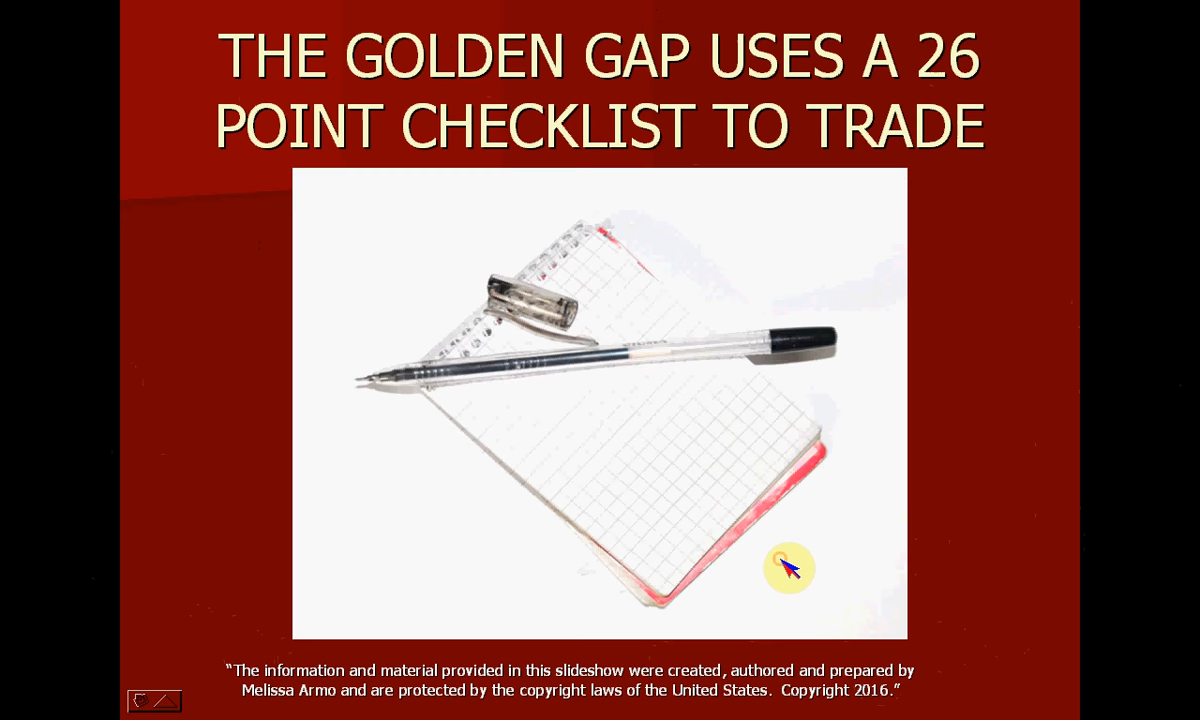 THE GOLDEN GAP USES A 26
POINT CHECKLIST TO TRADE
“The information and material provided in this slideshow were created, authored and prepared by
Melissa Armo and are protected by the copyright laws of the United States.  Copyright 2016.”